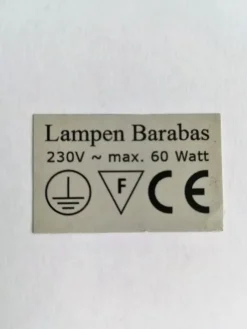 Lampen Barabas
230V ~ max. 60 Watt
F CE